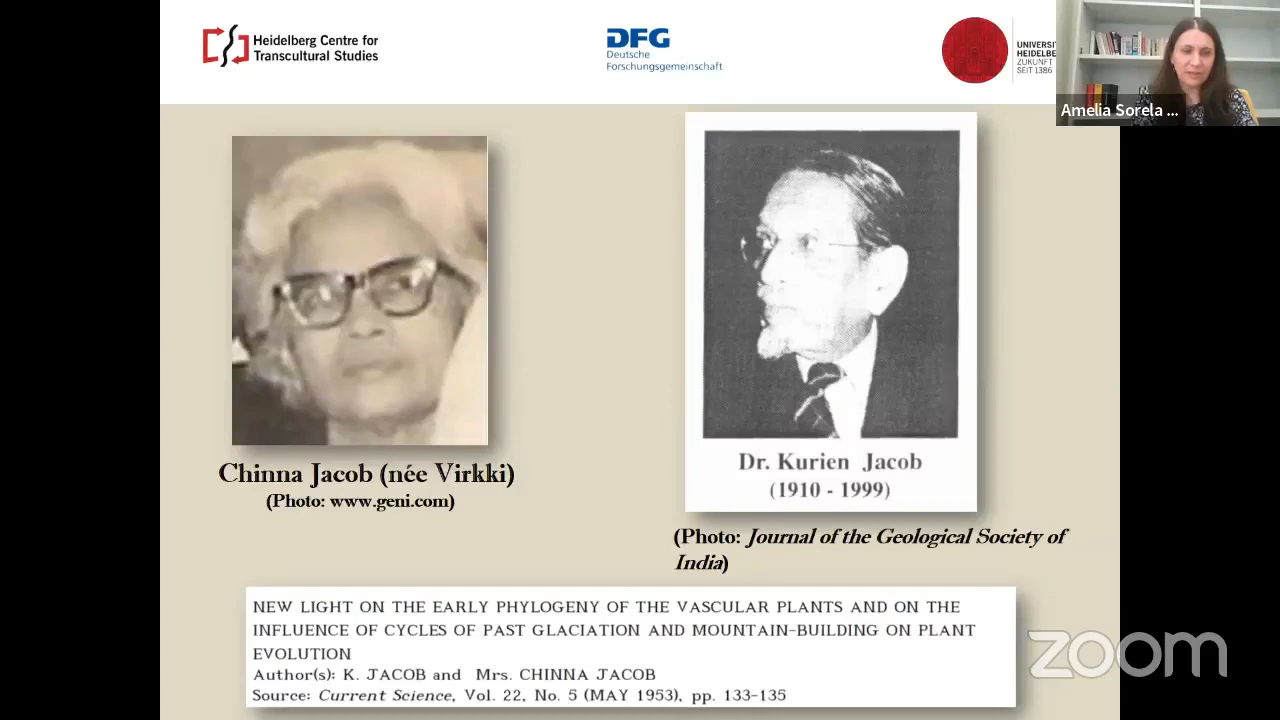 Heidelberg Centre for
Transcultural Studies
DFG
Deutsche
Forschungsgemeinschaft
UNIVERSIT
HEIDELBE
ZUKUNFT
SEIT 1386
Amelia Sorela ...
Chinna Jacob (née Virkki)
(Photo: www.geni.com)
Dr. Kurien Jacob
(1910 - 1999)
(Photo: Journal of the Geological Society of
India)
NEW LIGHT ON THE EARLY PHYLOGENY OF THE VASCULAR PLANTS AND ON THE
INFLUENCE OF CYCLES OF PAST GLACIATION AND MOUNTAIN-BUILDING ON PLANT
EVOLUTION
Author(s): K. JACOB and Mrs. CHINNA JACOB
Source: Current Science, Vol. 22, No. 5 (MAY 1953), pp. 133-135
zoom